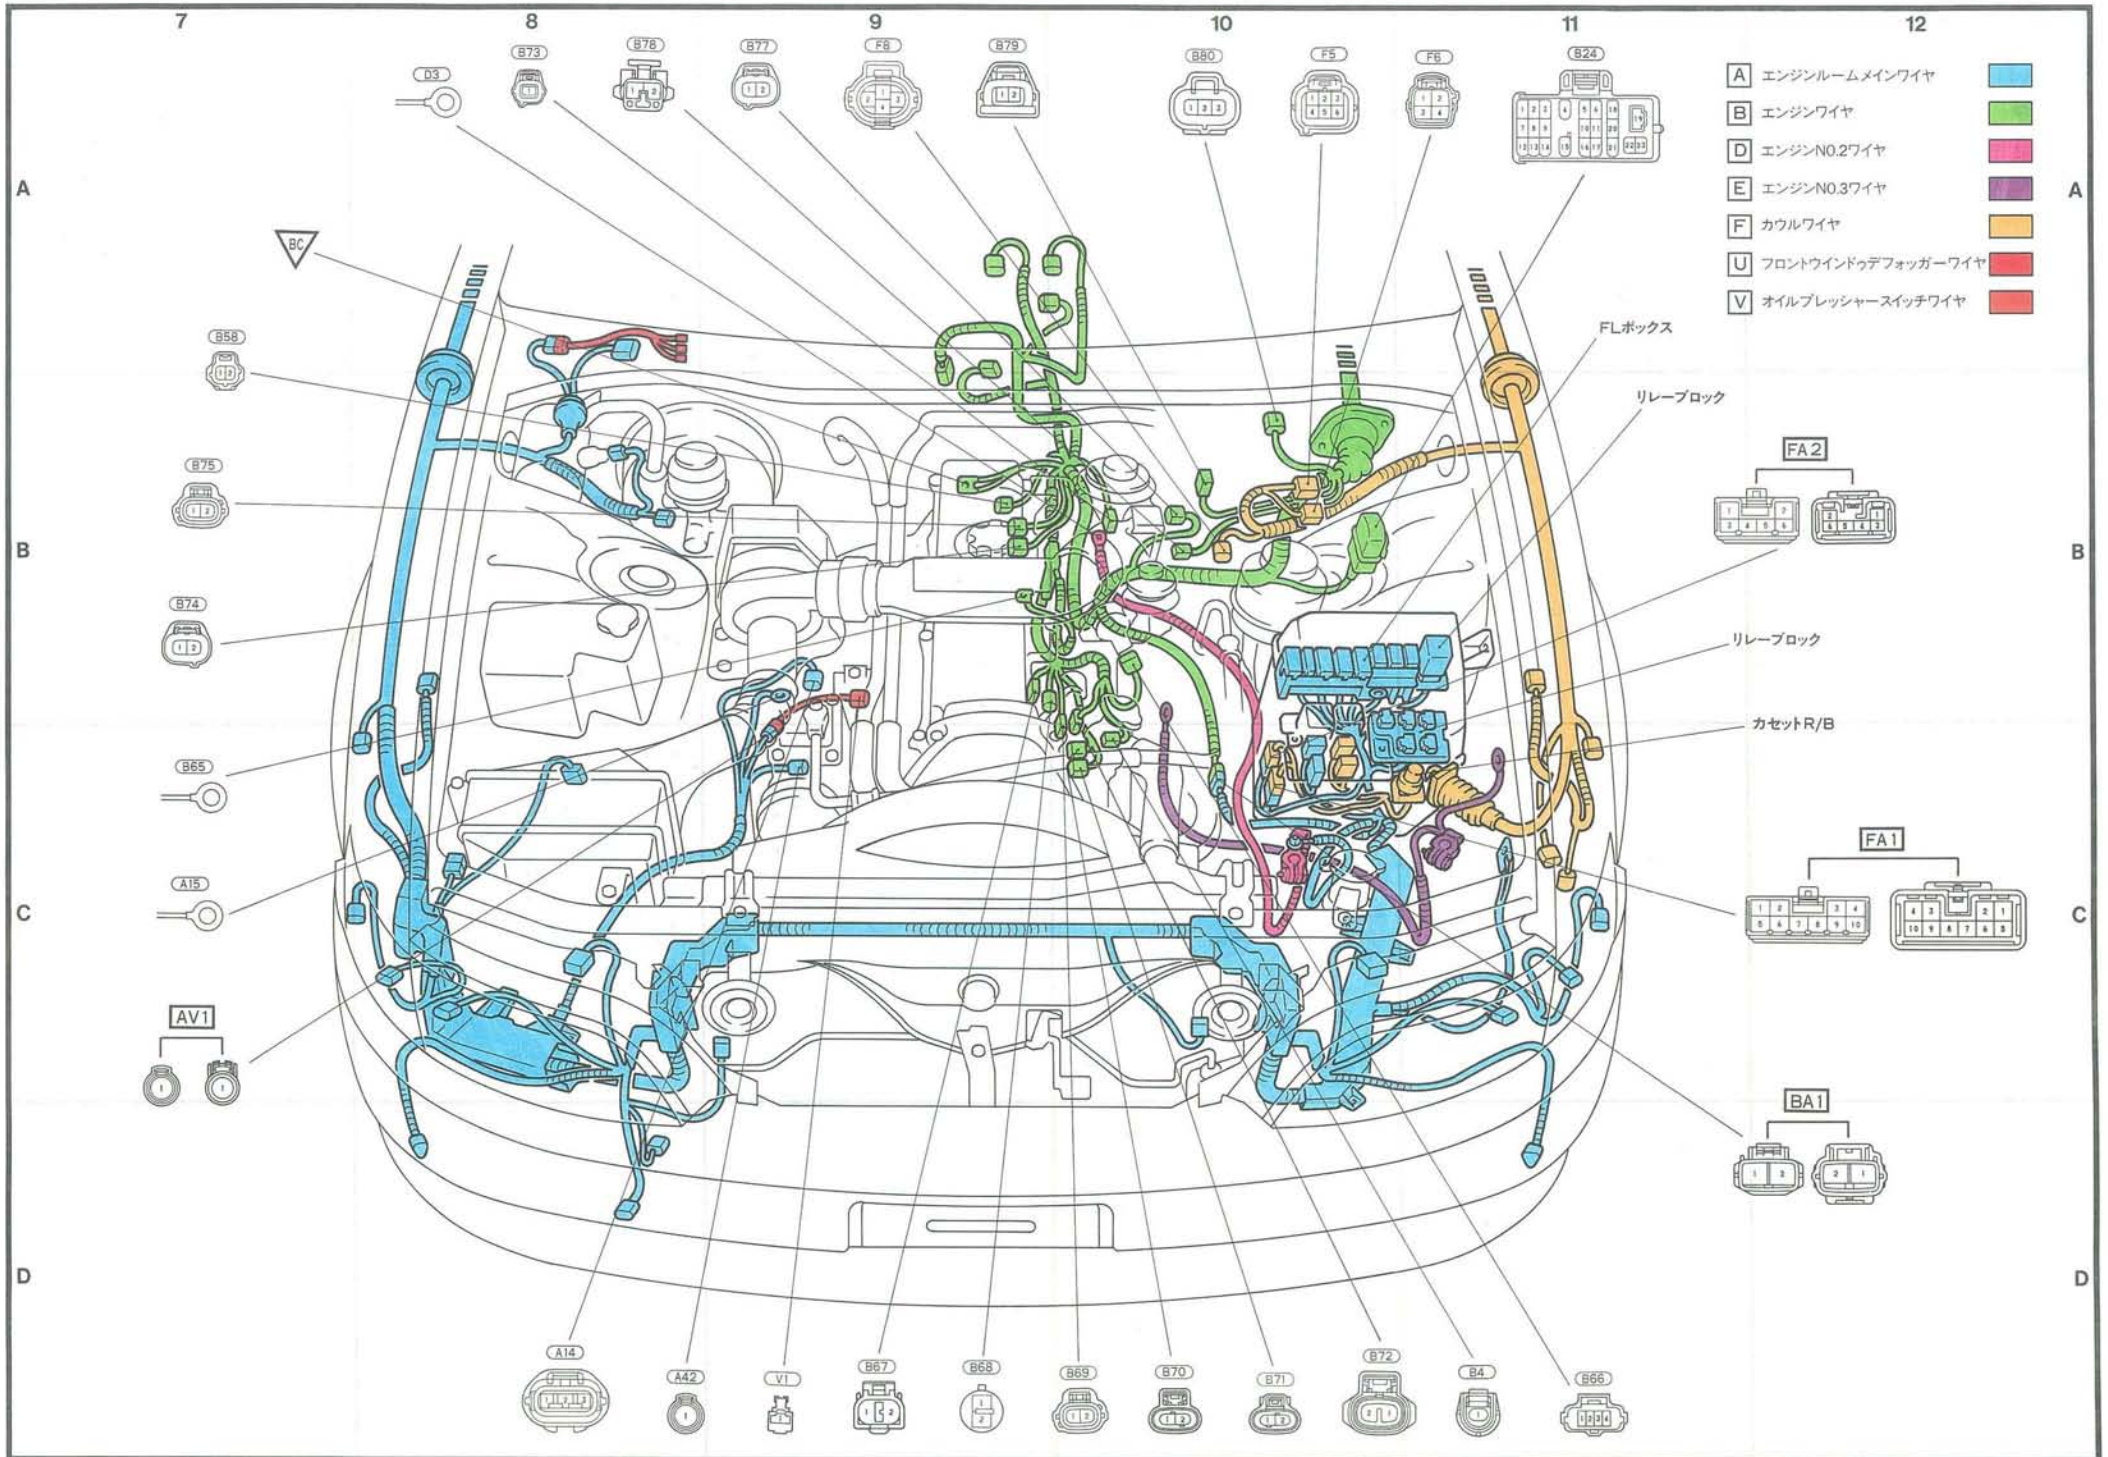 7 8 9 10 11 12
D3 B73 B78 B77 F8 B79 B80 F5 F6 B24
A エンジンルームメインワイヤ
B エンジンワイヤ
D エンジンNO.2ワイヤ
E エンジンNO.3ワイヤ
F カウルワイヤ
U フロントウインドゥデフォッガーワイヤ
V オイルプレッシャースイッチワイヤ
A A
BC
FLボックス
B58
リレーブロック
FA2
B75
B B
B74
リレーブロック
カセットR/B
B65
FA1
A15
C C
AV1
BA1
D D
A14 A42 V1 B67 B68 B69 B70 B71 B72 B4 B66